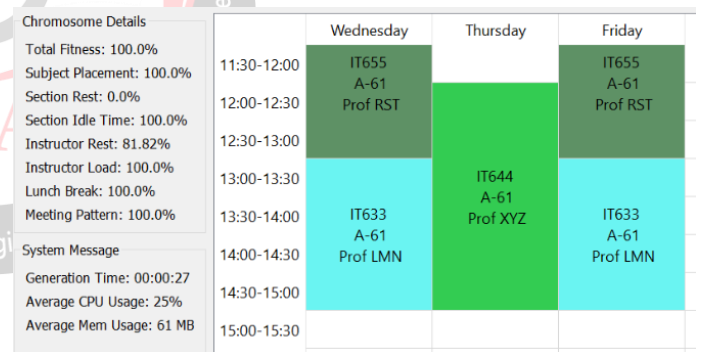 Chromosome Details
Total Fitness: 100.0%
Subject Placement: 100.0%
Section Rest: 0.0%
Section Idle Time: 100.0%
Instructor Rest: 81.82%
Instructor Load: 100.0%
Lunch Break: 100.0%
Meeting Pattern: 100.0%
System Message
Generation Time: 00:00:27
Average CPU Usage: 25%
Average Mem Usage: 61 MB
Wednesday Thursday Friday
11:30-12:00 IT655 IT655
A-61 A-61
12:00-12:30 Prof RST Prof RST
12:30-13:00
13:00-13:30 IT644
A-61
13:30-14:00 IT633 Prof XYZ IT633
A-61 A-61
14:00-14:30 Prof LMN Prof LMN
14:30-15:00
15:00-15:30